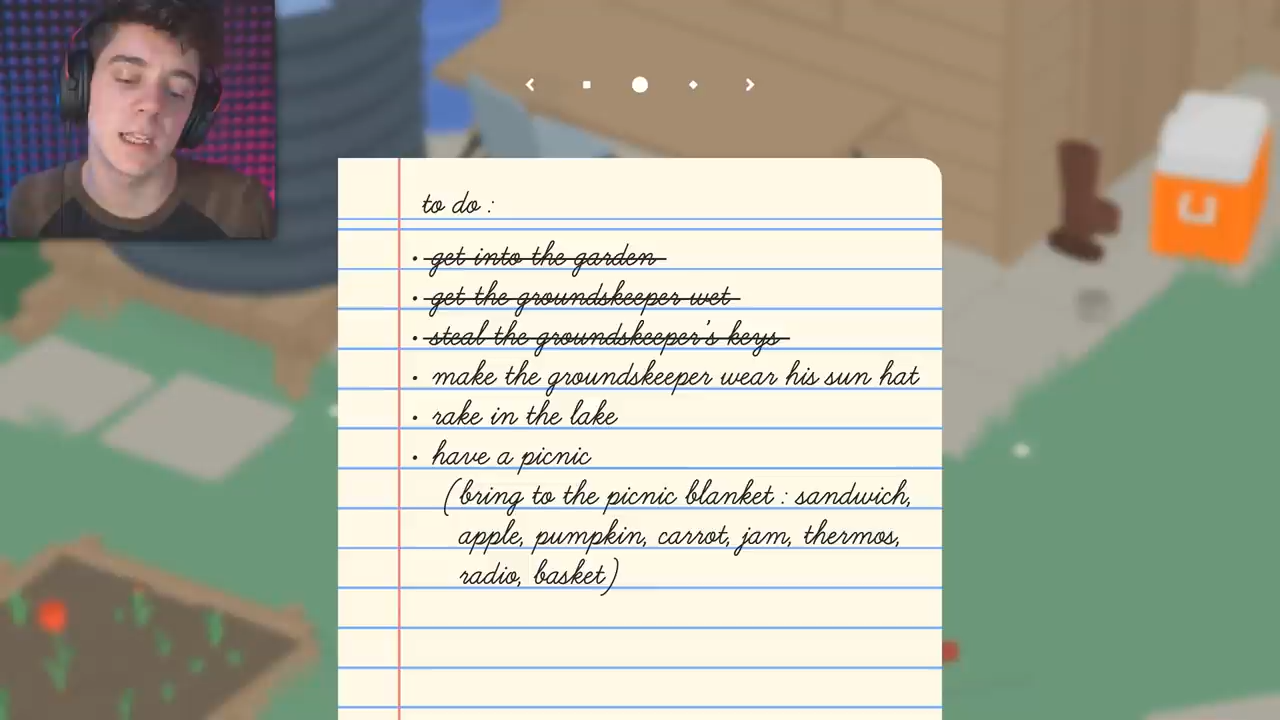 to do :
• get into the garden
• get the groundskeeper wet
• steal the groundskeeper's keys
• make the groundskeeper wear his sun hat
• rake in the lake
• have a picnic
(bring to the picnic blanket : sandwich,
apple, pumpkin, carrot, jam, thermos,
radio, basket)